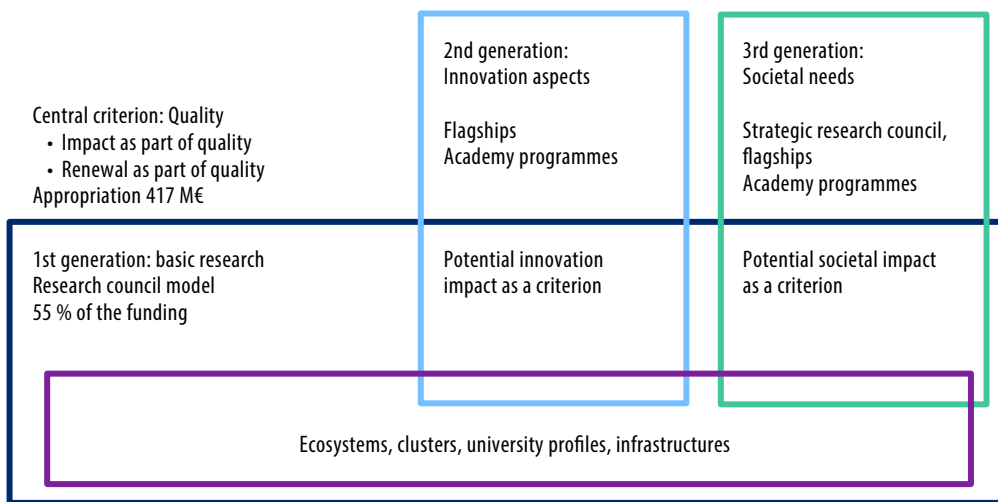 Central criterion: Quality
• Impact as part of quality
• Renewal as part of quality
Appropriation 417 M€
2nd generation:
Innovation aspects
Flagships
Academy programmes
3rd generation:
Societal needs
Strategic research council,
flagships
Academy programmes
1st generation: basic research
Research council model
55 % of the funding
Potential innovation
impact as a criterion
Potential societal impact
as a criterion
Ecosystems, clusters, university profiles, infrastructures